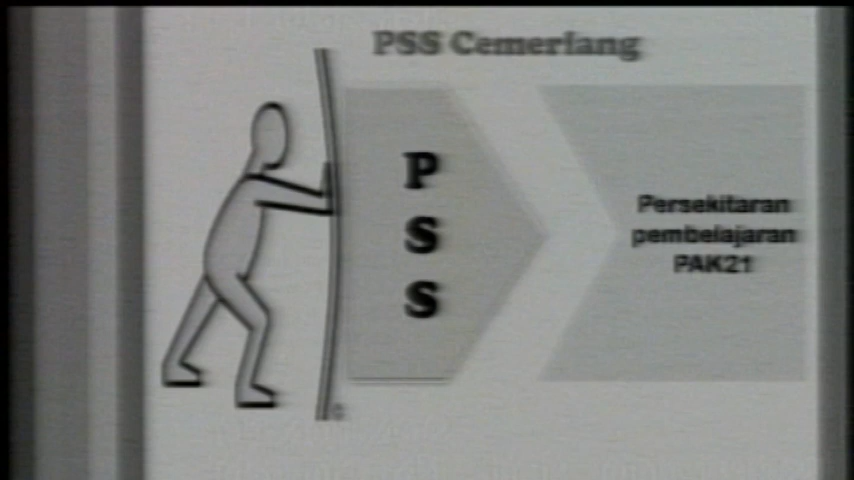 PSS Cemerlang
P
S
S
Persekitaran
pembelajaran
PAK21